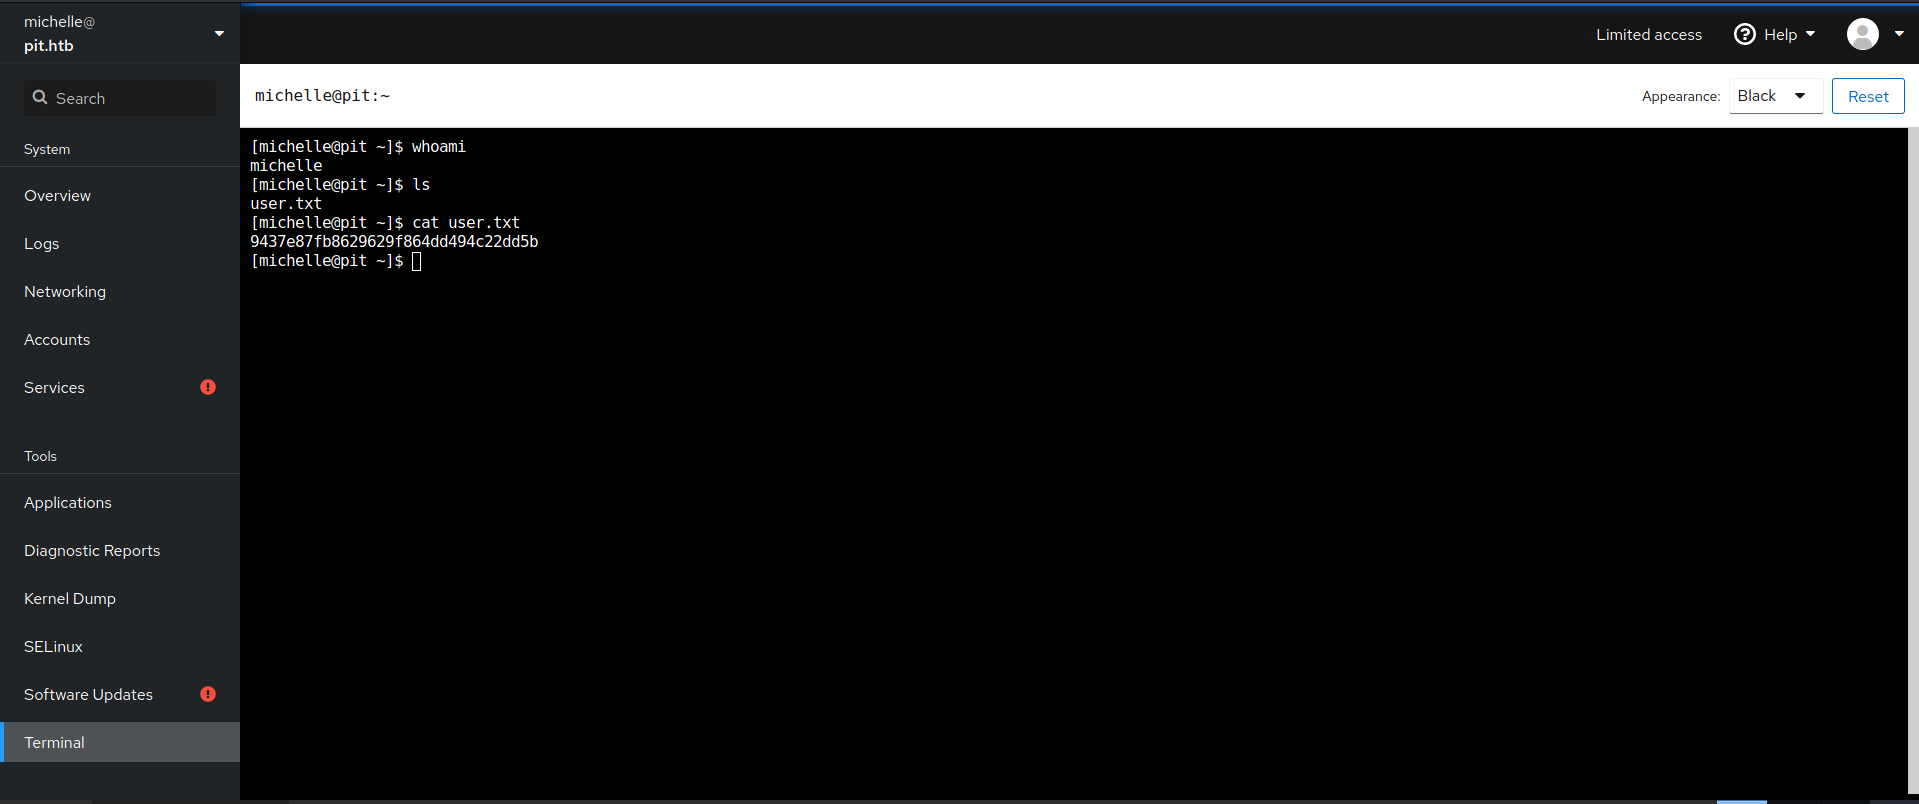 michelle@
pit.htb
Search
System
Overview
Logs
Networking
Accounts
Services
Tools
Applications
Diagnostic Reports
Kernel Dump
SELinux
Software Updates
Terminal
Limited access
Help
michelle@pit:~
Appearance: Black Reset
[michelle@pit ~]$ whoami
michelle
[michelle@pit ~]$ ls
user.txt
[michelle@pit ~]$ cat user.txt
9437e87fb8629629f864dd494c22dd5b
[michelle@pit ~]$